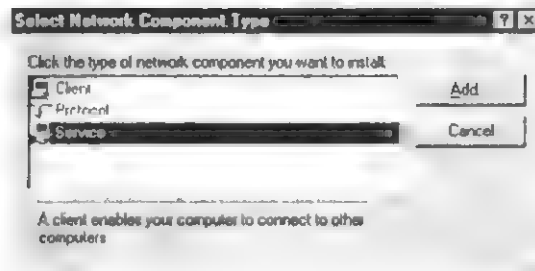 Select Network Component Type
Click the type of network component you want to install:
Client
Protocol
Service
Add
Cancel
A client enables your computer to connect to other
computers